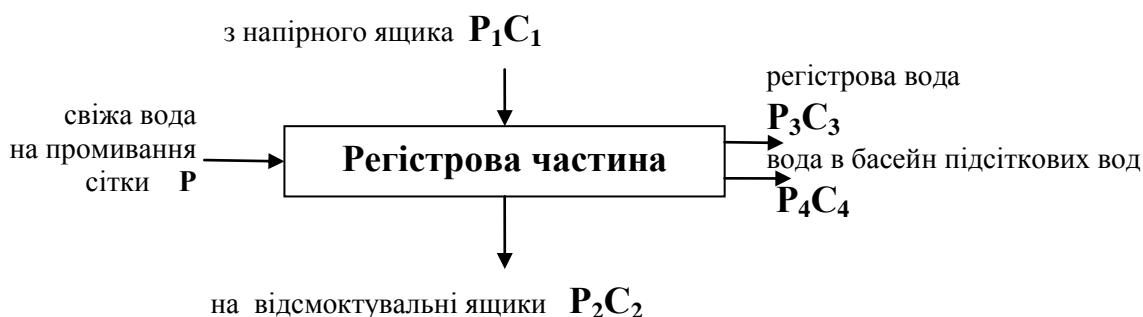 з напірного ящика P₁C₁
регістрова вода
P₃C₃
свіжа вода
на промивання
сітки P
Регістрова частина
вода в басейн підсіткових вод
P₄C₄
на відсмоктувальні ящики P₂C₂